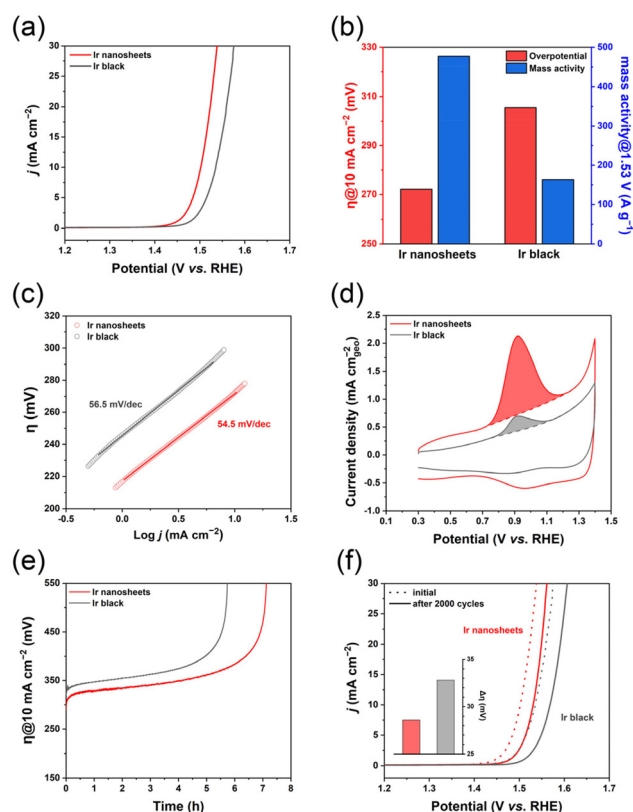 (a)
Ir nanosheets
Ir black
30
25
20
15
10
5
0
j (mA cm⁻²)
1.2 1.3 1.4 1.5 1.6 1.7
Potential (V vs. RHE)
(b)
Overpotential
Mass activity
330
310
290
270
250
η@10 mA cm⁻² (mV)
500
450
400
350
300
250
200
150
100
50
0
mass activity@1.53 V (A g⁻¹)
Ir nanosheets Ir black
(c)
Ir nanosheets
Ir black
320
300
280
260
240
220
200
η (mV)
56.5 mV/dec
54.5 mV/dec
-0.5 0.0 0.5 1.0 1.5
Log j (mA cm⁻²)
(d)
Ir nanosheets
Ir black
2.5
2.0
1.5
1.0
0.5
0.0
-0.5
-1.0
Current density (mA cm⁻²geo)
0.1 0.3 0.5 0.7 0.9 1.1 1.3 1.5
Potential (V vs. RHE)
(e)
Ir nanosheets
Ir black
550
450
350
250
150
η@10 mA cm⁻² (mV)
0 1 2 3 4 5 6 7 8
Time (h)
(f)
initial
after 2000 cycles
Ir nanosheets
Ir black
30
25
20
15
10
5
0
j (mA cm⁻²)
35
33
31
29
27
25
Δη (mV)
1.2 1.3 1.4 1.5 1.6 1.7
Potential (V vs. RHE)